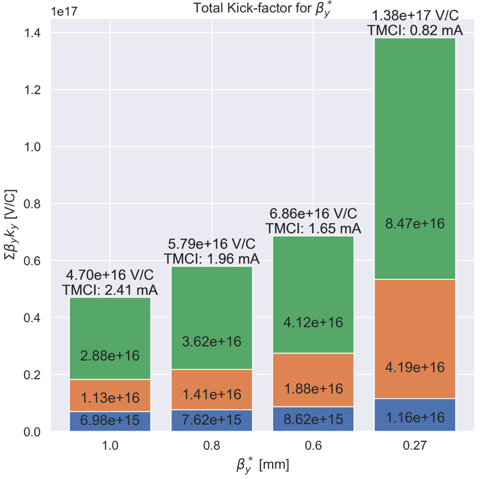 Total Kick-factor for β*y
1e17
1.38e+17 V/C
TMCI: 0.82 mA
1.4
1.2
1.0
0.8
0.6
0.4
0.2
0.0
Σβyky [V/C]
6.86e+16 V/C
TMCI: 1.65 mA
5.79e+16 V/C
TMCI: 1.96 mA
4.70e+16 V/C
TMCI: 2.41 mA
8.47e+16
4.12e+16
3.62e+16
2.88e+16
4.19e+16
1.88e+16
1.41e+16
1.13e+16
6.98e+15
7.62e+15
8.62e+15
1.16e+16
1.0
0.8
0.6
0.27
β*y [mm]